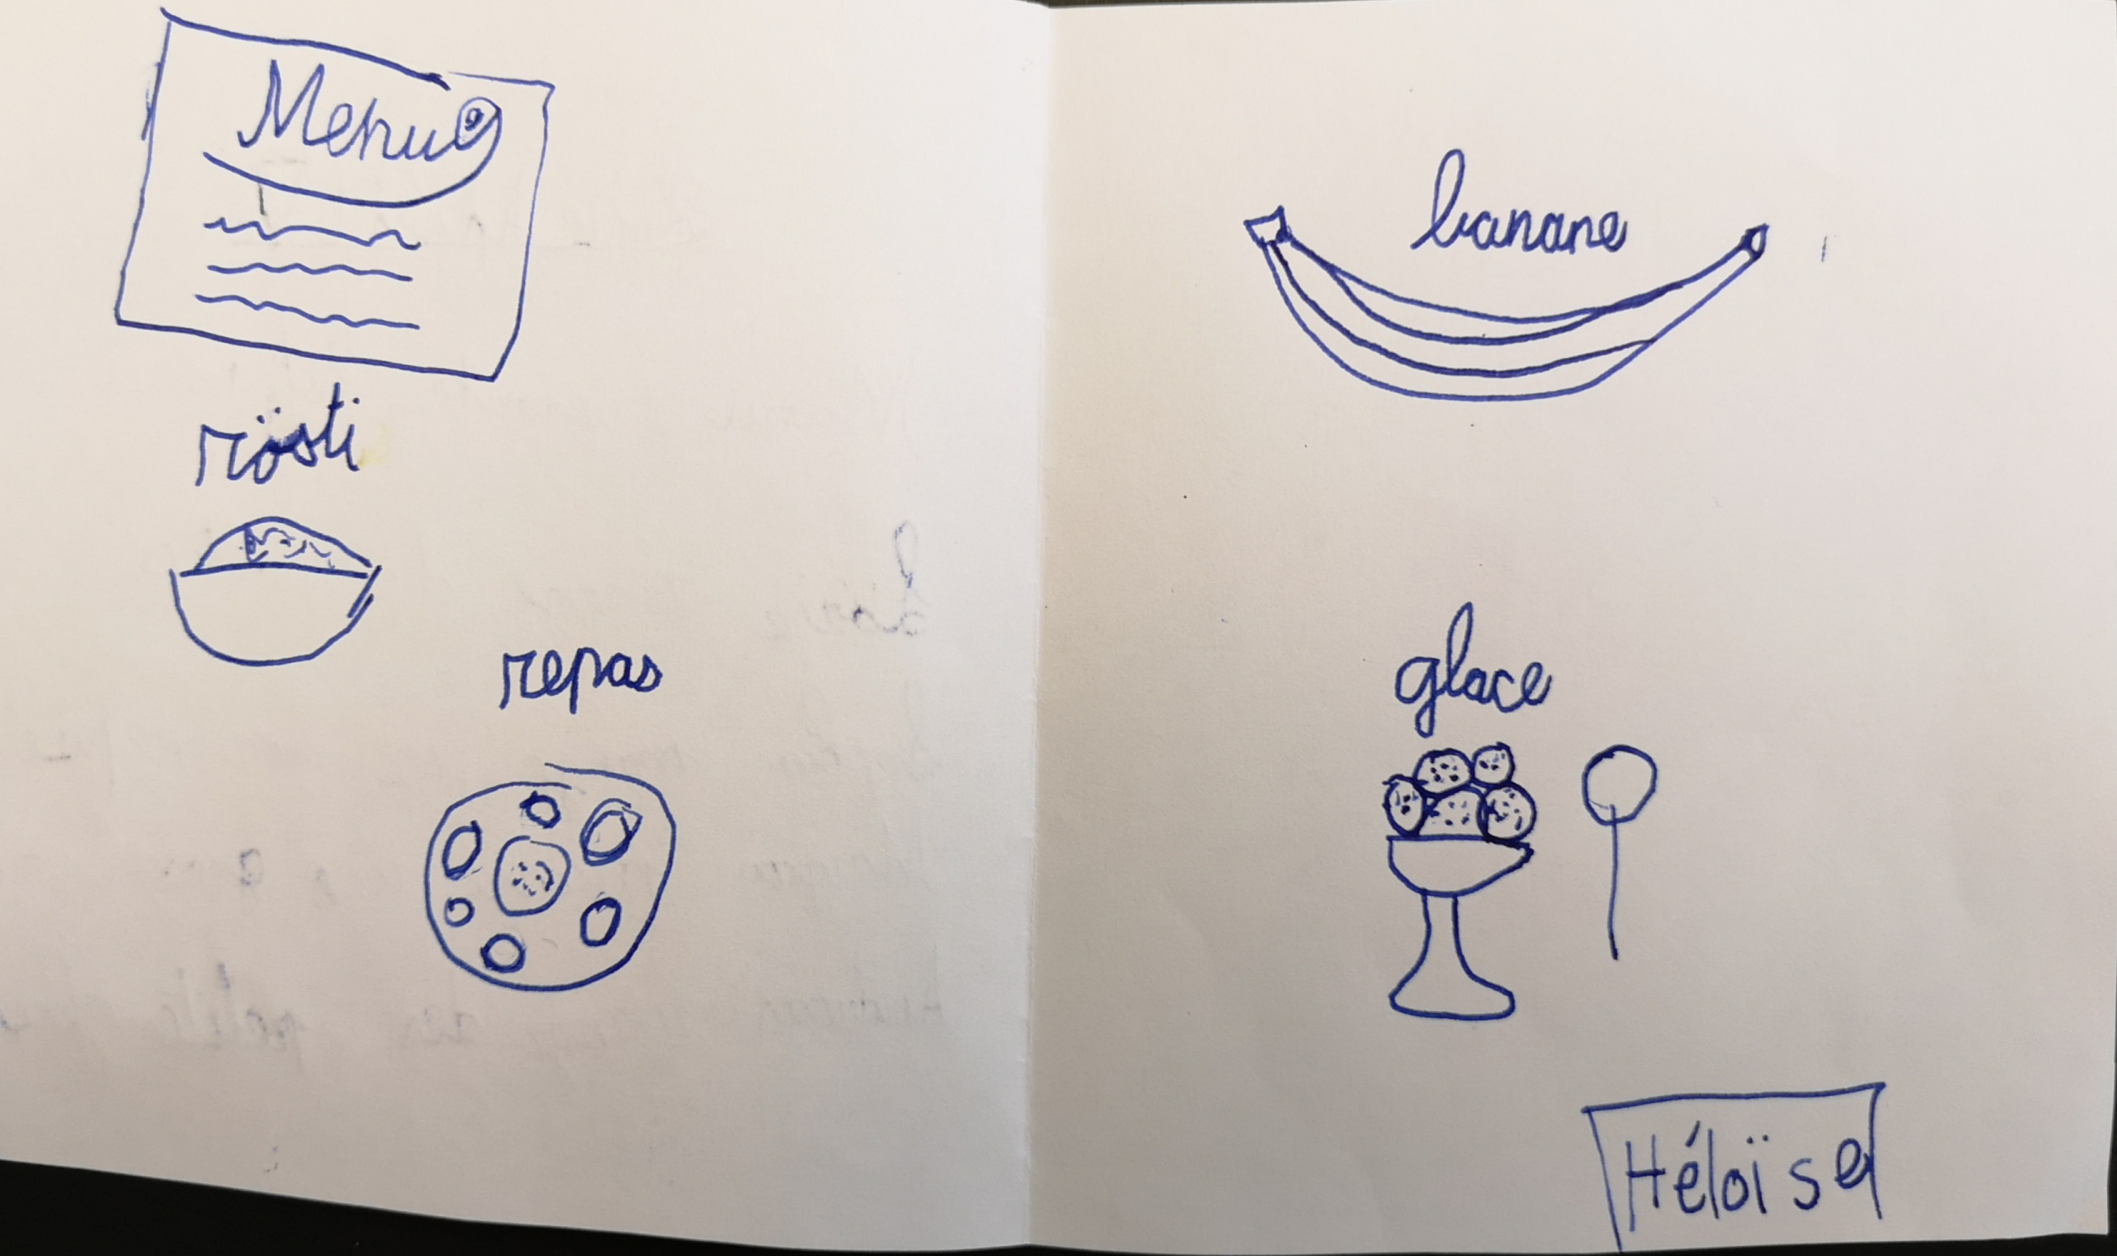 Menu
rösti
repas
banane
glace
Héloïse